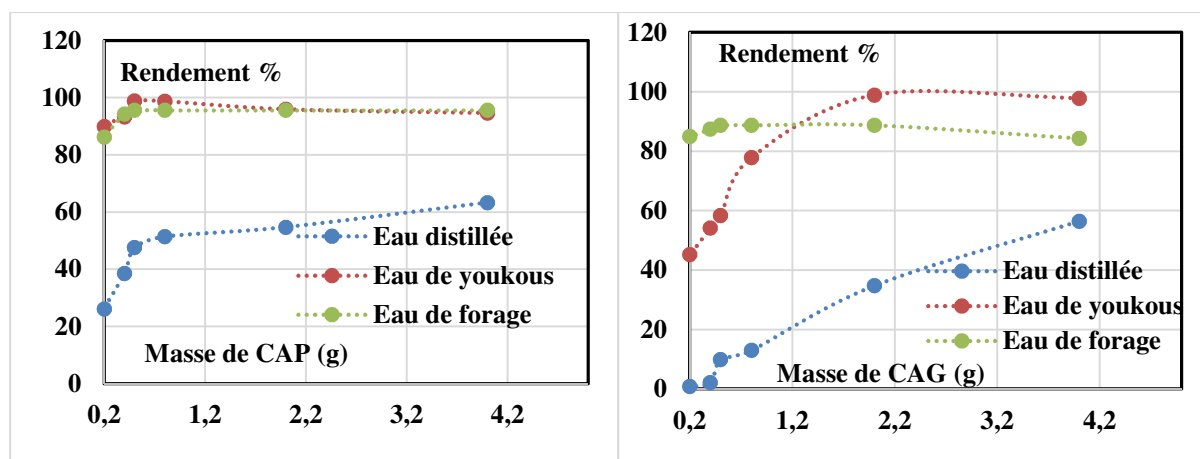 120
Rendement %
100
80
60
Eau distillée
40
Eau de youkous
20
Eau de forage
Masse de CAP (g)
0
0,2 1,2 2,2 3,2 4,2
120
Rendement %
100
80
60
40
Eau distillée
Eau de youkous
20
Eau de forage
Masse de CAG (g)
0
0,2 1,2 2,2 3,2 4,2